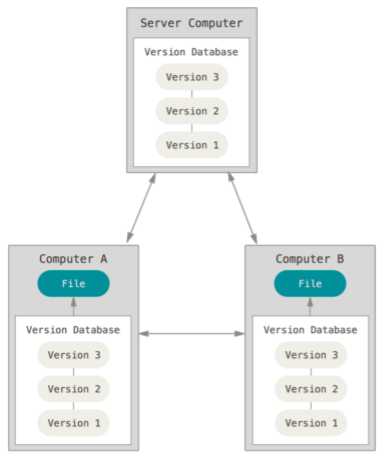 Server Computer
Version Database
Version 3
Version 2
Version 1
Computer A
File
Version Database
Version 3
Version 2
Version 1
Computer B
File
Version Database
Version 3
Version 2
Version 1